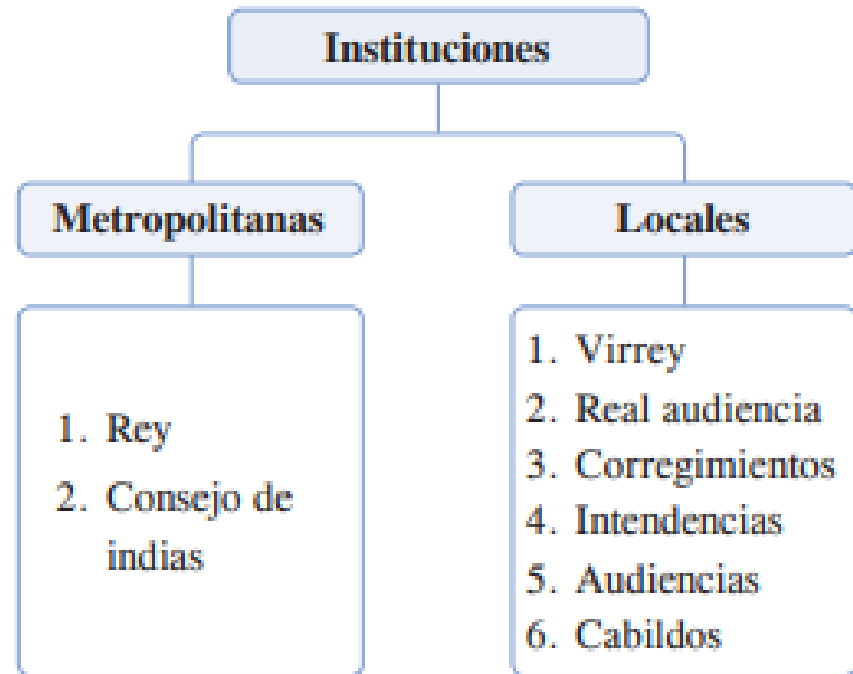 Instituciones
Metropolitanas
Locales
1. Rey
2. Consejo de
indias
1. Virrey
2. Real audiencia
3. Corregimientos
4. Intendencias
5. Audiencias
6. Cabildos